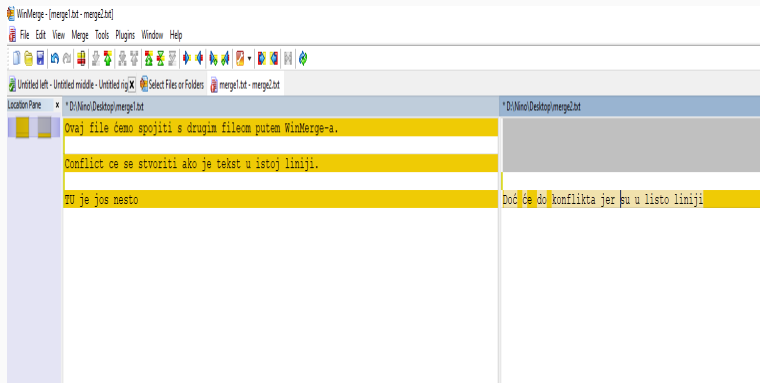 WinMerge - [merge1.txt - merge2.txt]
File Edit View Merge Tools Plugins Window Help
Untitled left - Untitled middle - Untitled rig X Select Files or Folders merge1.txt - merge2.txt
Location Pane x * D:\Nino\Desktop\merge1.txt * D:\Nino\Desktop\merge2.txt
Ovaj file ćemo spojiti s drugim fileom putem WinMerge-a.
Conflict ce se stvoriti ako je tekst u istoj liniji.
TU je jos nesto
Doć će do konflikta jer su u listo liniji